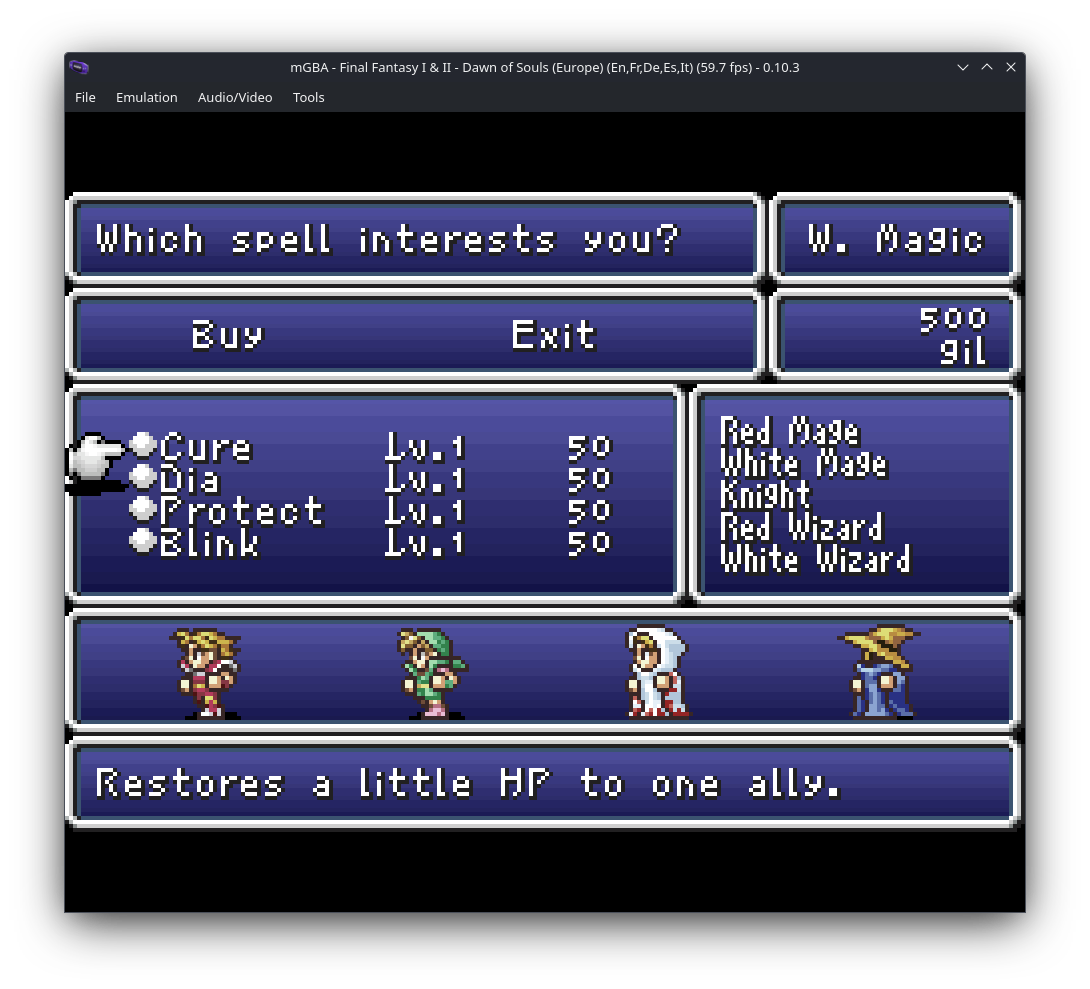 mGBA - Final Fantasy I & II - Dawn of Souls (Europe) (En,Fr,De,Es,It) (59.7 fps) - 0.10.3
File Emulation Audio/Video Tools
Which spell interests you? W. Magic
Buy Exit 500 gil
Cure Lv.1 50
Dia Lv.1 50
Protect Lv.1 50
Blink Lv.1 50
Red Mage
White Mage
Knight
Red Wizard
White Wizard
Restores a little HP to one ally.